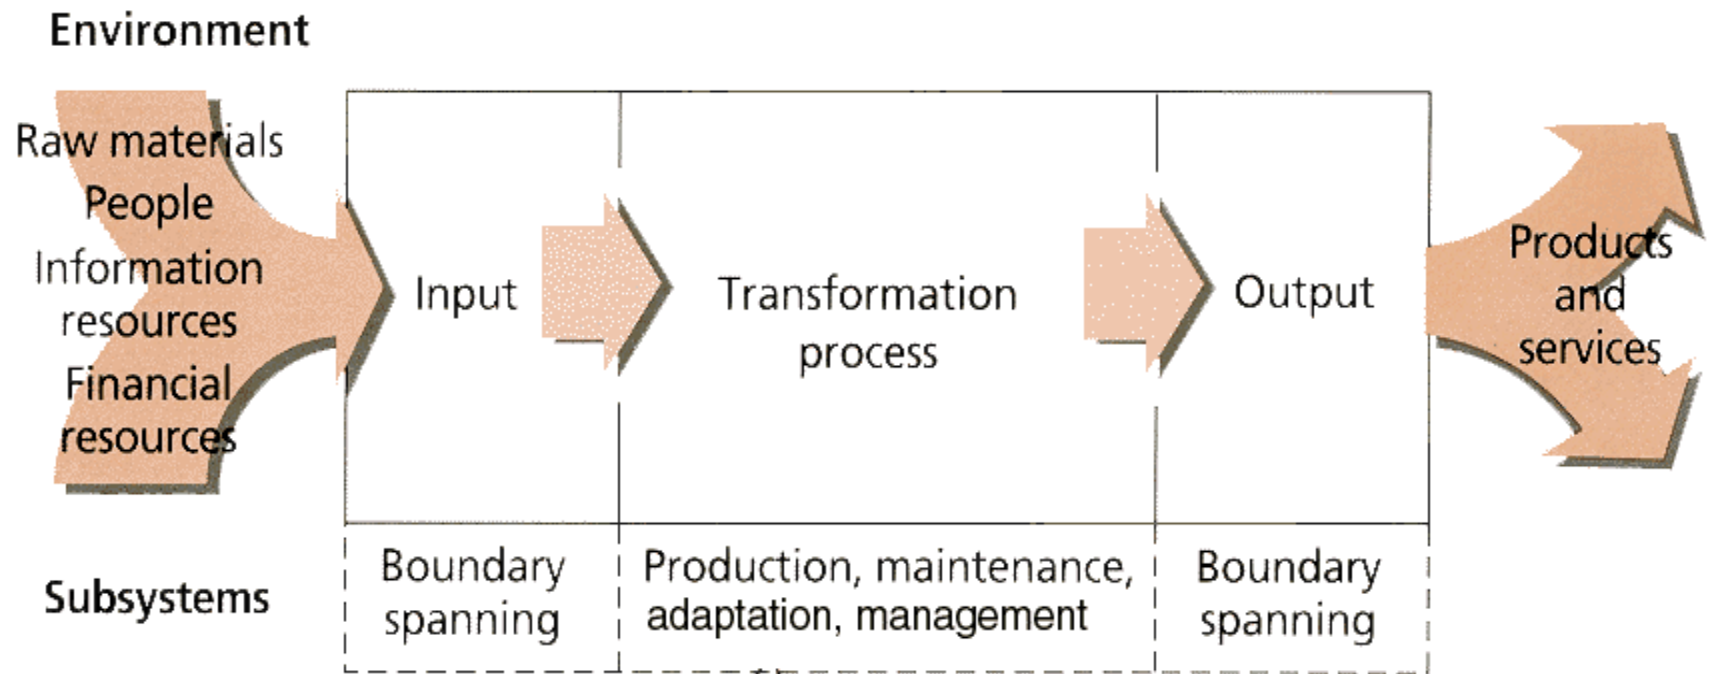 Environment
Raw materials
People
Information
resources
Financial
resources
Input
Transformation
process
Output
Products
and
services
Subsystems
Boundary
spanning
Production, maintenance,
adaptation, management
Boundary
spanning